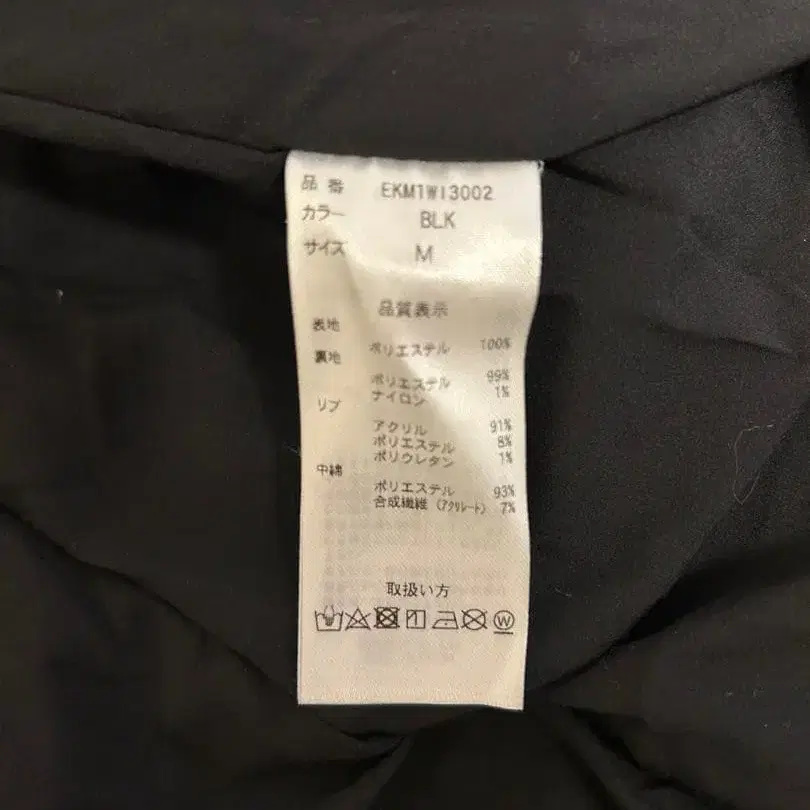 品 番 EKM1WI3002
カラー BLK
サイズ M
品質表示
表地
ポリエステル 100%
裏地
ポリエステル 99%
ナイロン 1%
リブ
アクリル 91%
ポリエステル 8%
ポリウレタン 1%
中綿
ポリエステル 93%
合成繊維 (アクリレート) 7%
取扱い方
W